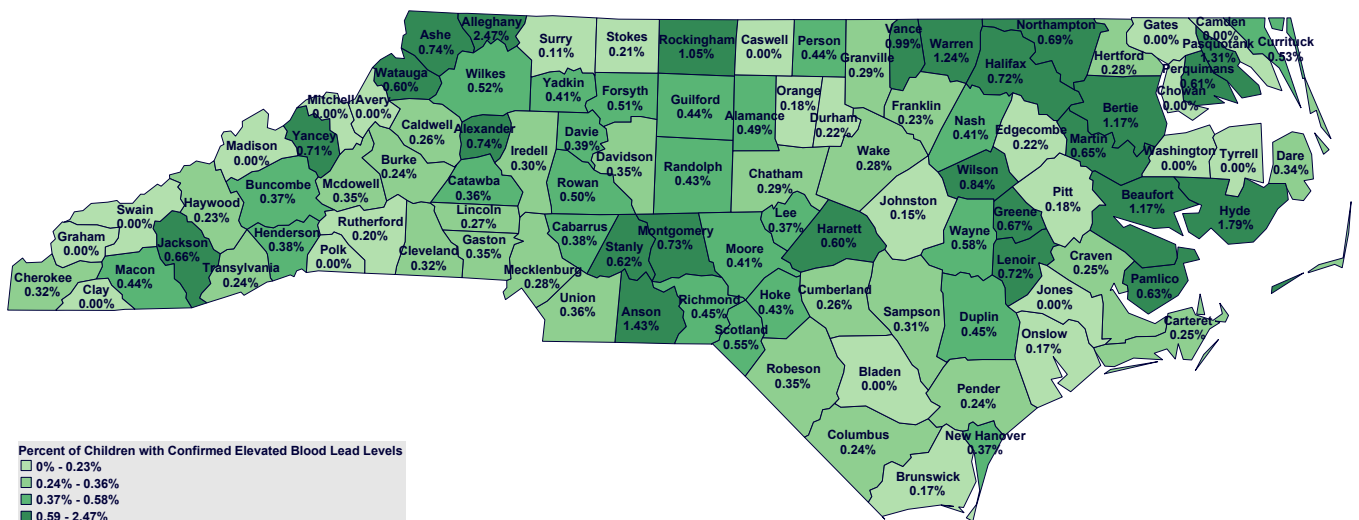 Ashe
0.74%
Alleghany
2.47%
Surry
0.11%
Stokes
0.21%
Rockingham
1.05%
Caswell
0.00%
Person
0.44%
Granville
0.29%
Vance
0.99%
Warren
1.24%
Northampton
0.69%
Halifax
0.72%
Hertford
0.28%
Gates
0.00%
Camden
0.00%
Pasquotank
1.31%
Currituck
0.53%
Perquimans
0.61%
Chowan
0.00%
Watauga
0.60%
Wilkes
0.52%
Yadkin
0.41%
Forsyth
0.51%
Guilford
0.44%
Alamance
0.49%
Orange
0.18%
Durham
0.22%
Franklin
0.23%
Nash
0.41%
Edgecombe
0.22%
Bertie
1.17%
Martin
0.65%
Washington
0.00%
Tyrrell
0.00%
Dare
0.34%
Mitchell
0.00%
Avery
0.00%
Yancey
0.71%
Caldwell
0.26%
Alexander
0.74%
Iredell
0.30%
Davie
0.39%
Davidson
0.35%
Randolph
0.43%
Chatham
0.29%
Wake
0.28%
Wilson
0.84%
Pitt
0.18%
Beaufort
1.17%
Hyde
1.79%
Madison
0.00%
Buncombe
0.37%
Mcdowell
0.35%
Burke
0.24%
Catawba
0.36%
Rowan
0.50%
Johnston
0.15%
Greene
0.67%
Swain
0.00%
Haywood
0.23%
Graham
0.00%
Jackson
0.66%
Henderson
0.38%
Rutherford
0.20%
Polk
0.00%
Cleveland
0.32%
Lincoln
0.27%
Gaston
0.35%
Cabarrus
0.38%
Stanly
0.62%
Montgomery
0.73%
Moore
0.41%
Lee
0.37%
Harnett
0.60%
Wayne
0.58%
Lenoir
0.72%
Craven
0.25%
Pamlico
0.63%
Cherokee
0.32%
Clay
0.00%
Macon
0.44%
Transylvania
0.24%
Mecklenburg
0.28%
Union
0.36%
Anson
1.43%
Richmond
0.45%
Hoke
0.43%
Cumberland
0.26%
Sampson
0.31%
Duplin
0.45%
Jones
0.00%
Carteret
0.25%
Scotland
0.55%
Onslow
0.17%
Robeson
0.35%
Bladen
0.00%
Pender
0.24%
Columbus
0.24%
New Hanover
0.37%
Brunswick
0.17%
Percent of Children with Confirmed Elevated Blood Lead Levels
0% - 0.23%
0.24% - 0.36%
0.37% - 0.58%
0.59 - 2.47%